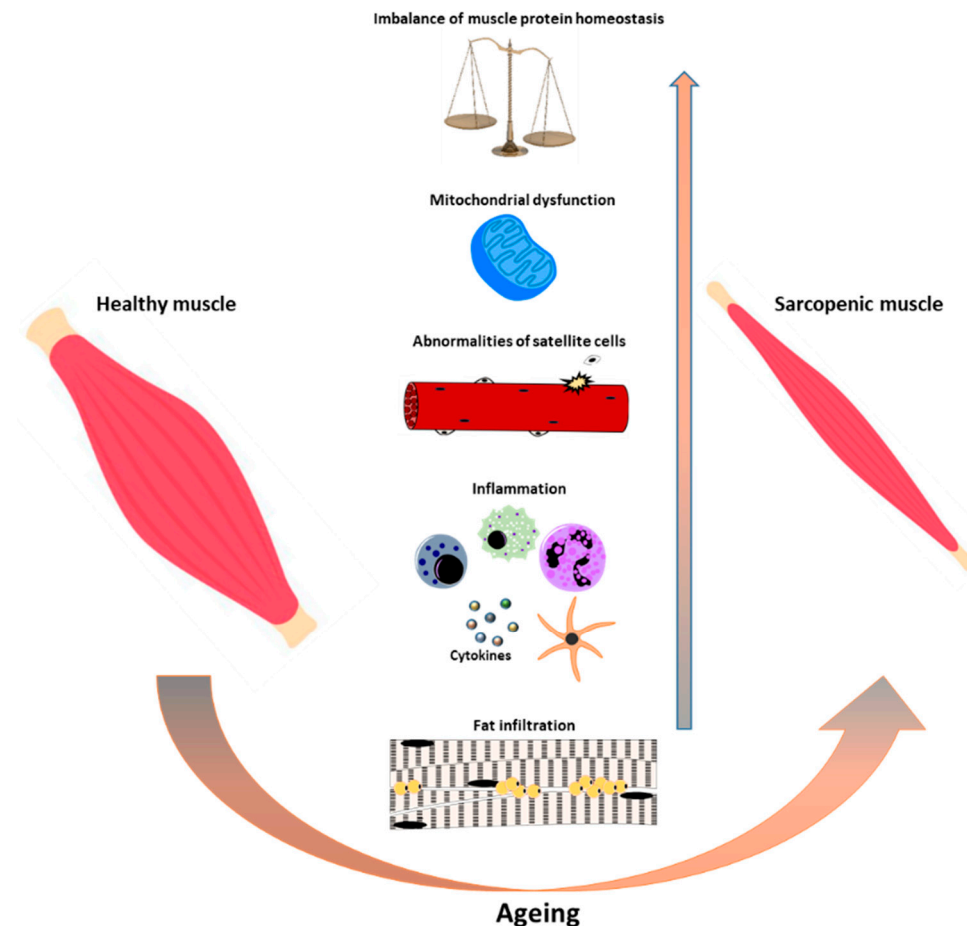 Imbalance of muscle protein homeostasis
Mitochondrial dysfunction
Healthy muscle
Sarcopenic muscle
Abnormalities of satellite cells
Inflammation
Cytokines
Fat infiltration
Ageing